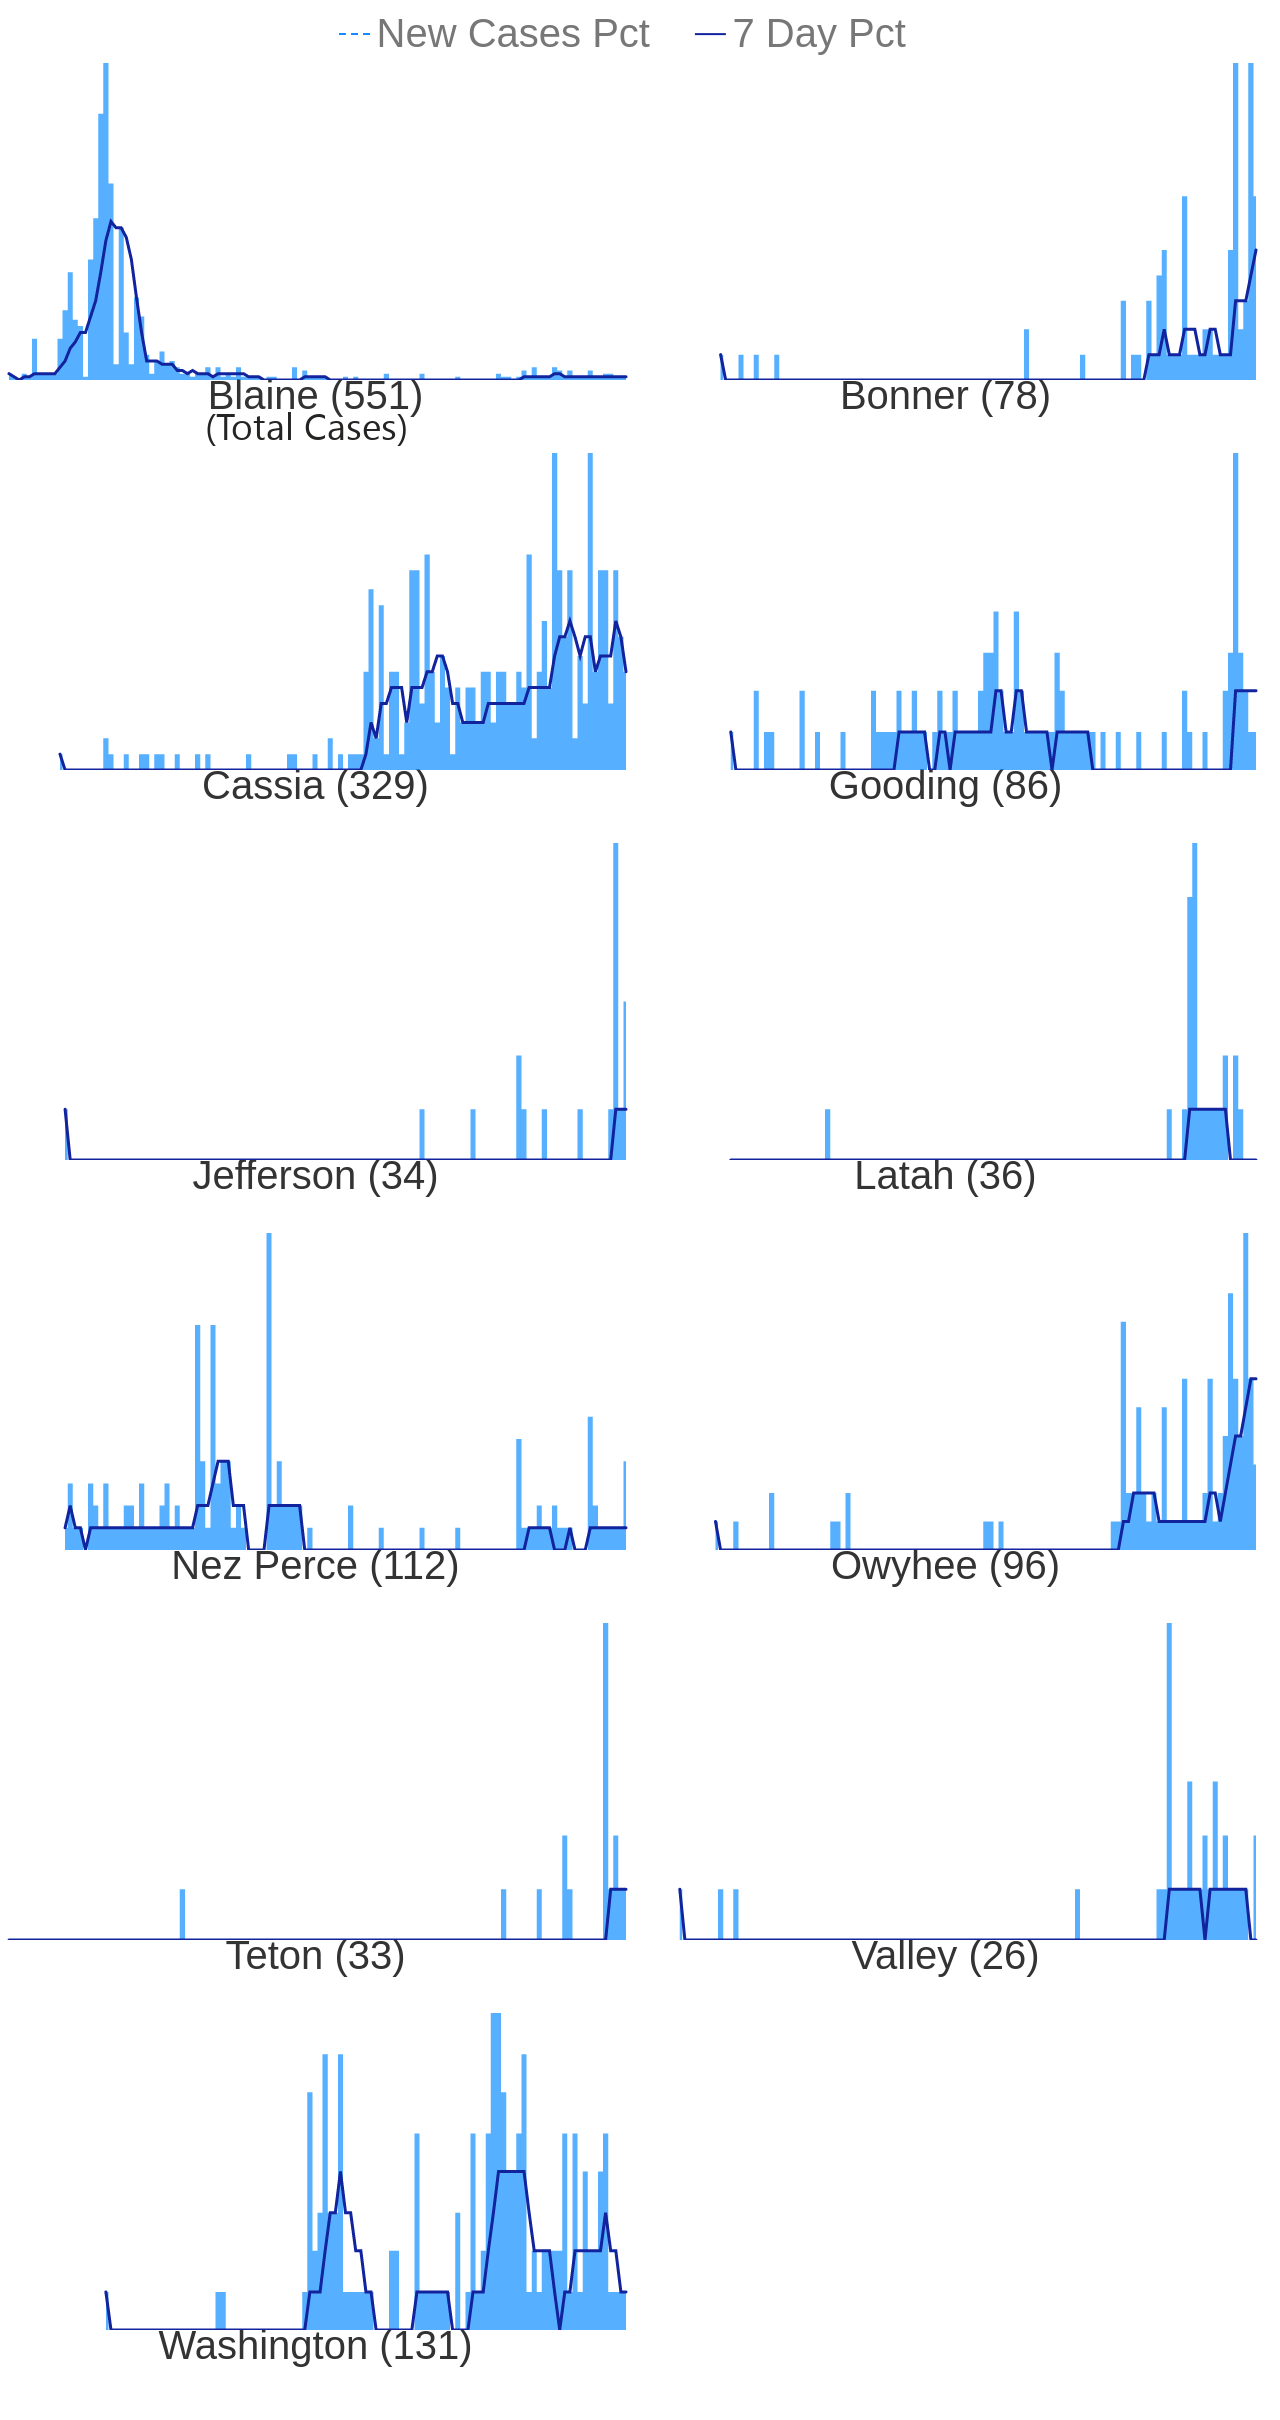 New Cases Pct 7 Day Pct
Blaine (551) Bonner (78)
(Total Cases)
Cassia (329) Gooding (86)
Jefferson (34) Latah (36)
Nez Perce (112) Owyhee (96)
Teton (33) Valley (26)
Washington (131)